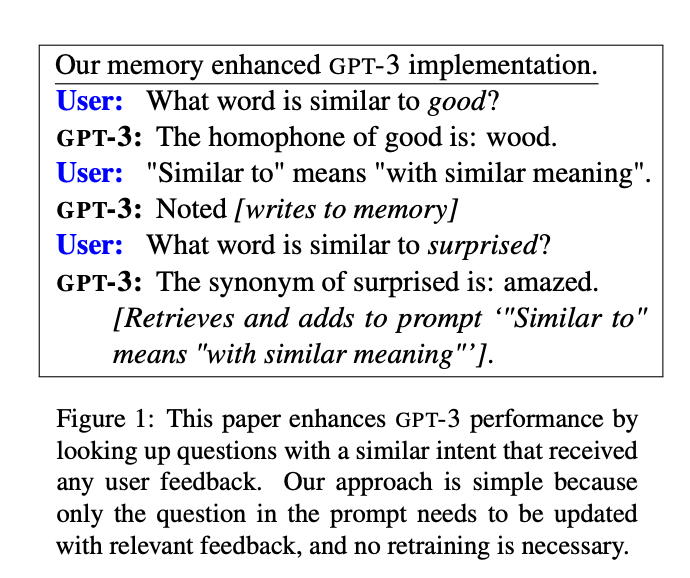 Our memory enhanced GPT-3 implementation.
User: What word is similar to good?
GPT-3: The homophone of good is: wood.
User: "Similar to" means "with similar meaning".
GPT-3: Noted [writes to memory]
User: What word is similar to surprised?
GPT-3: The synonym of surprised is: amazed.
[Retrieves and adds to prompt ‘"Similar to"
means "with similar meaning"’].
Figure 1: This paper enhances GPT-3 performance by
looking up questions with a similar intent that received
any user feedback. Our approach is simple because
only the question in the prompt needs to be updated
with relevant feedback, and no retraining is necessary.